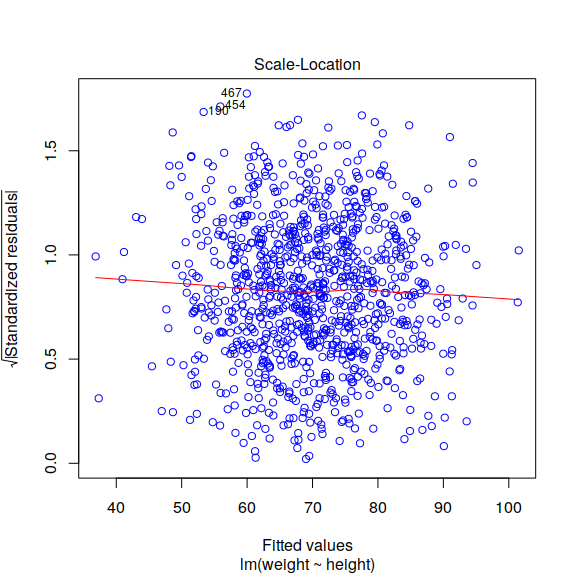 Scale-Location
467
454
190
√|Standardized residuals|
0.0
0.5
1.0
1.5
40 50 60 70 80 90 100
Fitted values
lm(weight ~ height)